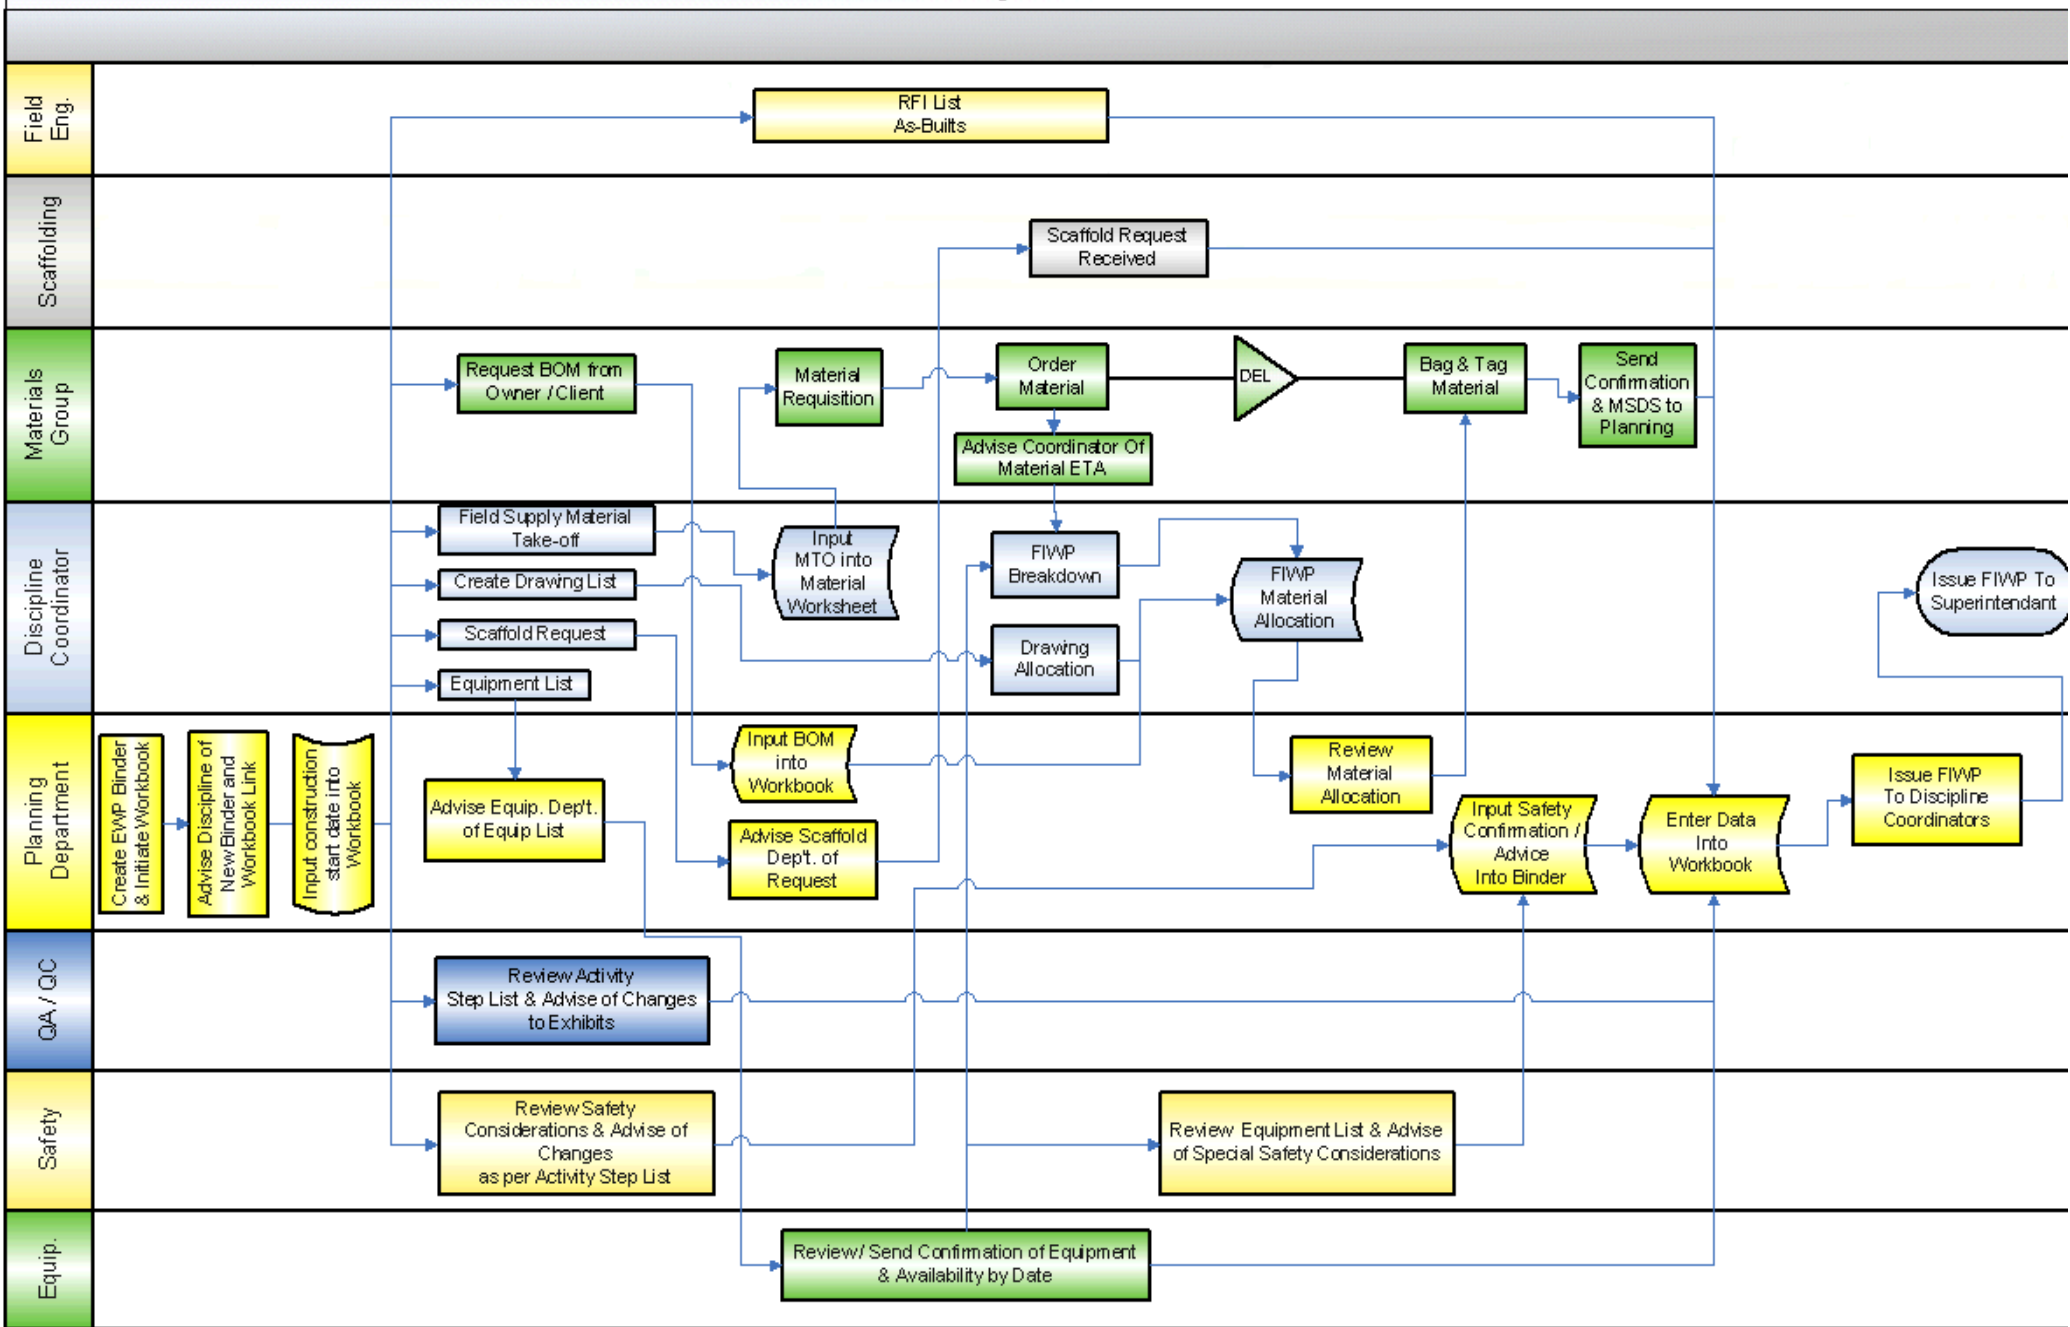 Field
Eng.
RFI List
As-Builts
Scaffolding
Scaffold Request
Received
Materials
Group
Request BOM from
Owner / Client
Material
Requisition
Order
Material
DEL
Bag & Tag
Material
Send
Confirmation
& MSDS to
Planning
Advise Coordinator Of
Material ETA
Discipline
Coordinator
Field Supply Material
Take-off
Create Drawing List
Scaffold Request
Equipment List
Input
MTO into
Material
Worksheet
FIWP
Breakdown
Drawing
Allocation
FIWP
Material
Allocation
Issue FIWP To
Superintendant
Planning
Department
Create EWP Binder
& Initiate Workbook
Advise Discipline of
New Binder and
Workbook Link
Input construction
start date into
Workbook
Advise Equip. Dep't.
of Equip List
Input BOM
into
Workbook
Advise Scaffold
Dep't. of
Request
Review
Material
Allocation
Input Safety
Confirmation /
Advice
Into Binder
Enter Data
Into
Workbook
Issue FIWP
To Discipline
Coordinators
QA / QC
Review Activity
Step List & Advise of Changes
to Exhibits
Safety
Review Safety
Considerations & Advise of
Changes
as per Activity Step List
Review Equipment List & Advise
of Special Safety Considerations
Equip.
Review / Send Confirmation of Equipment
& Availability by Date